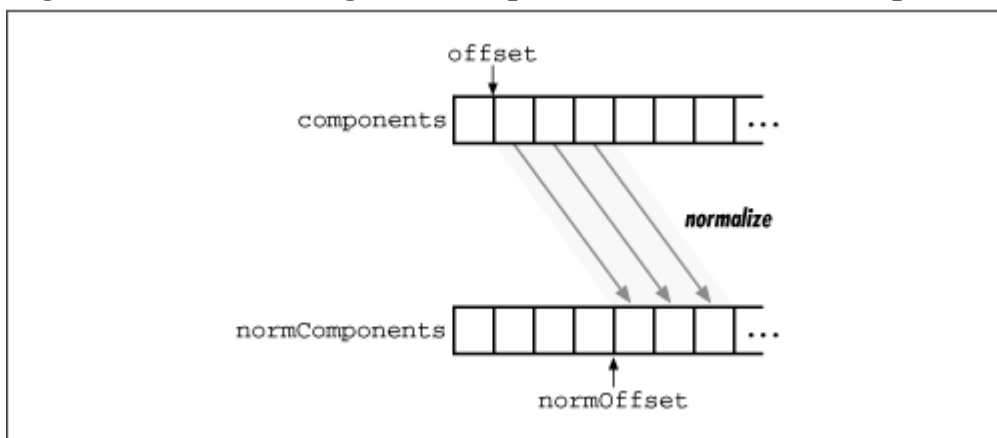 offset
components
...
normalize
normComponents
...
normOffset